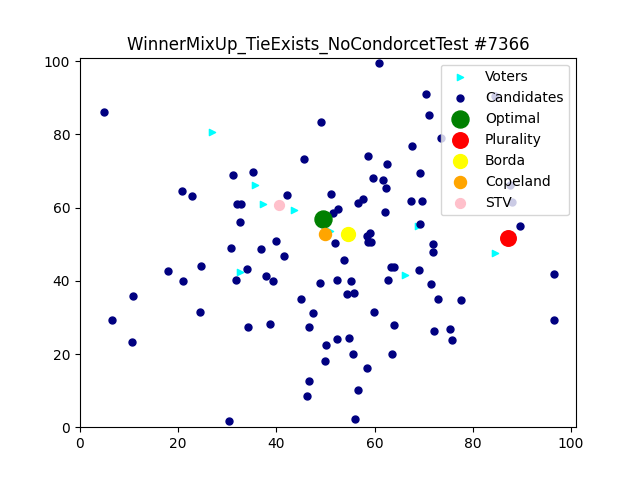 WinnerMixUp_TieExists_NoCondorcetTest #7366
100
80
60
40
20
0
0
20
40
60
80
100
Voters
Candidates
Optimal
Plurality
Borda
Copeland
STV